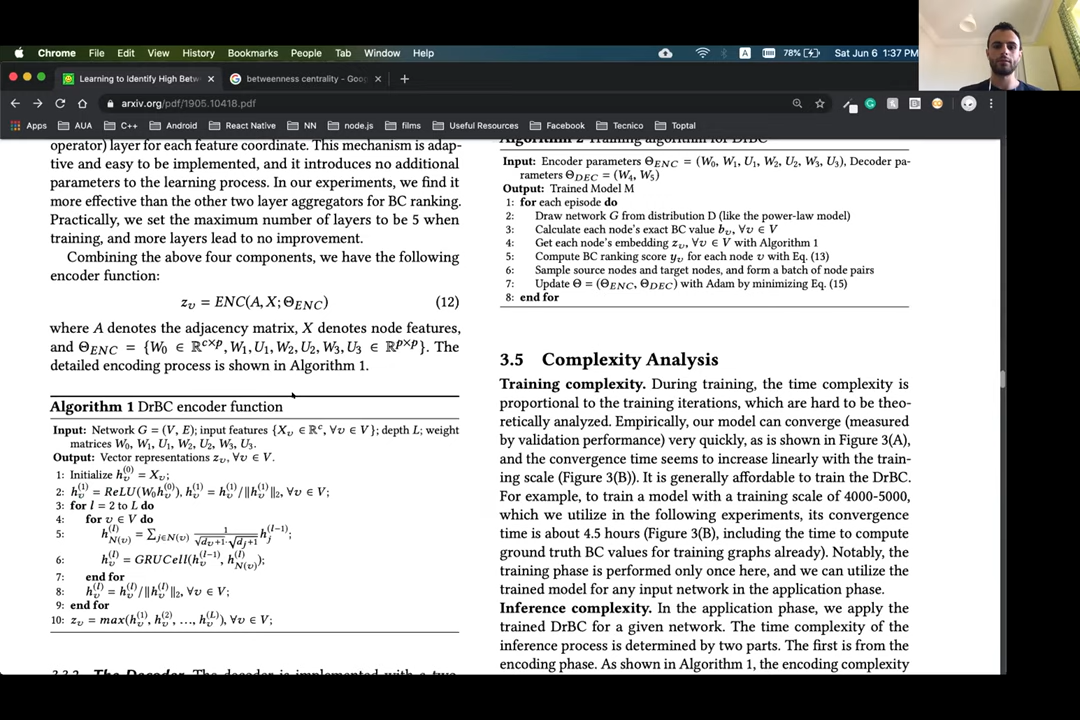 Chrome File Edit View History Bookmarks People Tab Window Help
A 78% Sat Jun 6 1:37 PM
Learning to Identify High Betw
betweenness centrality - Goog
arxiv.org/pdf/1905.10418.pdf
Apps AUA C++ Android React Native NN node.js films Useful Resources Facebook Tecnico Toptal
operator) layer for each feature coordinate. This mechanism is adap-
tive and easy to be implemented, and it introduces no additional
parameters to the learning process. In our experiments, we find it
more effective than the other two layer aggregators for BC ranking.
Practically, we set the maximum number of layers to be 5 when
training, and more layers lead to no improvement.
Combining the above four components, we have the following
encoder function:
z_v = ENC(A, X; Θ_ENC) (12)
where A denotes the adjacency matrix, X denotes node features,
and Θ_ENC = {W_0 ∈ ℝ^{c×p}, W_1, U_1, W_2, U_2, W_3, U_3 ∈ ℝ^{p×p}}. The
detailed encoding process is shown in Algorithm 1.
Algorithm 1 DrBC encoder function
Input: Network G = (V, E); input features {X_v ∈ ℝ^c, ∀v ∈ V}; depth L; weight
matrices W_0, W_1, U_1, W_2, U_2, W_3, U_3.
Output: Vector representations z_v, ∀v ∈ V.
1: Initialize h_v^{(0)} = X_v;
2: h_v^{(1)} = ReLU(W_0 h_v^{(0)}), h_v^{(1)} = h_v^{(1)}/∥h_v^{(1)}∥_2, ∀v ∈ V;
3: for l = 2 to L do
4: for v ∈ V do
5: h_{N(v)}^{(l)} = Σ_{j∈N(v)} 1/(√(d_v+1)·√(d_j+1)) h_j^{(l−1)};
6: h_v^{(l)} = GRUCell(h_v^{(l−1)}, h_{N(v)}^{(l)});
7: end for
8: h_v^{(l)} = h_v^{(l)}/∥h_v^{(l)}∥_2, ∀v ∈ V;
9: end for
10: z_v = max(h_v^{(1)}, h_v^{(2)}, ..., h_v^{(L)}), ∀v ∈ V;
3.3.2 The Decoder. The decoder is implemented with a two-
Algorithm 2 Training algorithm for DrBC
Input: Encoder parameters Θ_ENC = (W_0, W_1, U_1, W_2, U_2, W_3, U_3), Decoder pa-
rameters Θ_DEC = (W_4, W_5)
Output: Trained Model M
1: for each episode do
2: Draw network G from distribution D (like the power-law model)
3: Calculate each node's exact BC value b_v, ∀v ∈ V
4: Get each node's embedding z_v, ∀v ∈ V with Algorithm 1
5: Compute BC ranking score y_v for each node v with Eq. (13)
6: Sample source nodes and target nodes, and form a batch of node pairs
7: Update Θ = (Θ_ENC, Θ_DEC) with Adam by minimizing Eq. (15)
8: end for
3.5 Complexity Analysis
Training complexity. During training, the time complexity is
proportional to the training iterations, which are hard to be theo-
retically analyzed. Empirically, our model can converge (measured
by validation performance) very quickly, as is shown in Figure 3(A),
and the convergence time seems to increase linearly with the train-
ing scale (Figure 3(B)). It is generally affordable to train the DrBC.
For example, to train a model with a training scale of 4000-5000,
which we utilize in the following experiments, its convergence
time is about 4.5 hours (Figure 3(B), including the time to compute
ground truth BC values for training graphs already). Notably, the
training phase is performed only once here, and we can utilize the
trained model for any input network in the application phase.
Inference complexity. In the application phase, we apply the
trained DrBC for a given network. The time complexity of the
inference process is determined by two parts. The first is from the
encoding phase. As shown in Algorithm 1, the encoding complexity